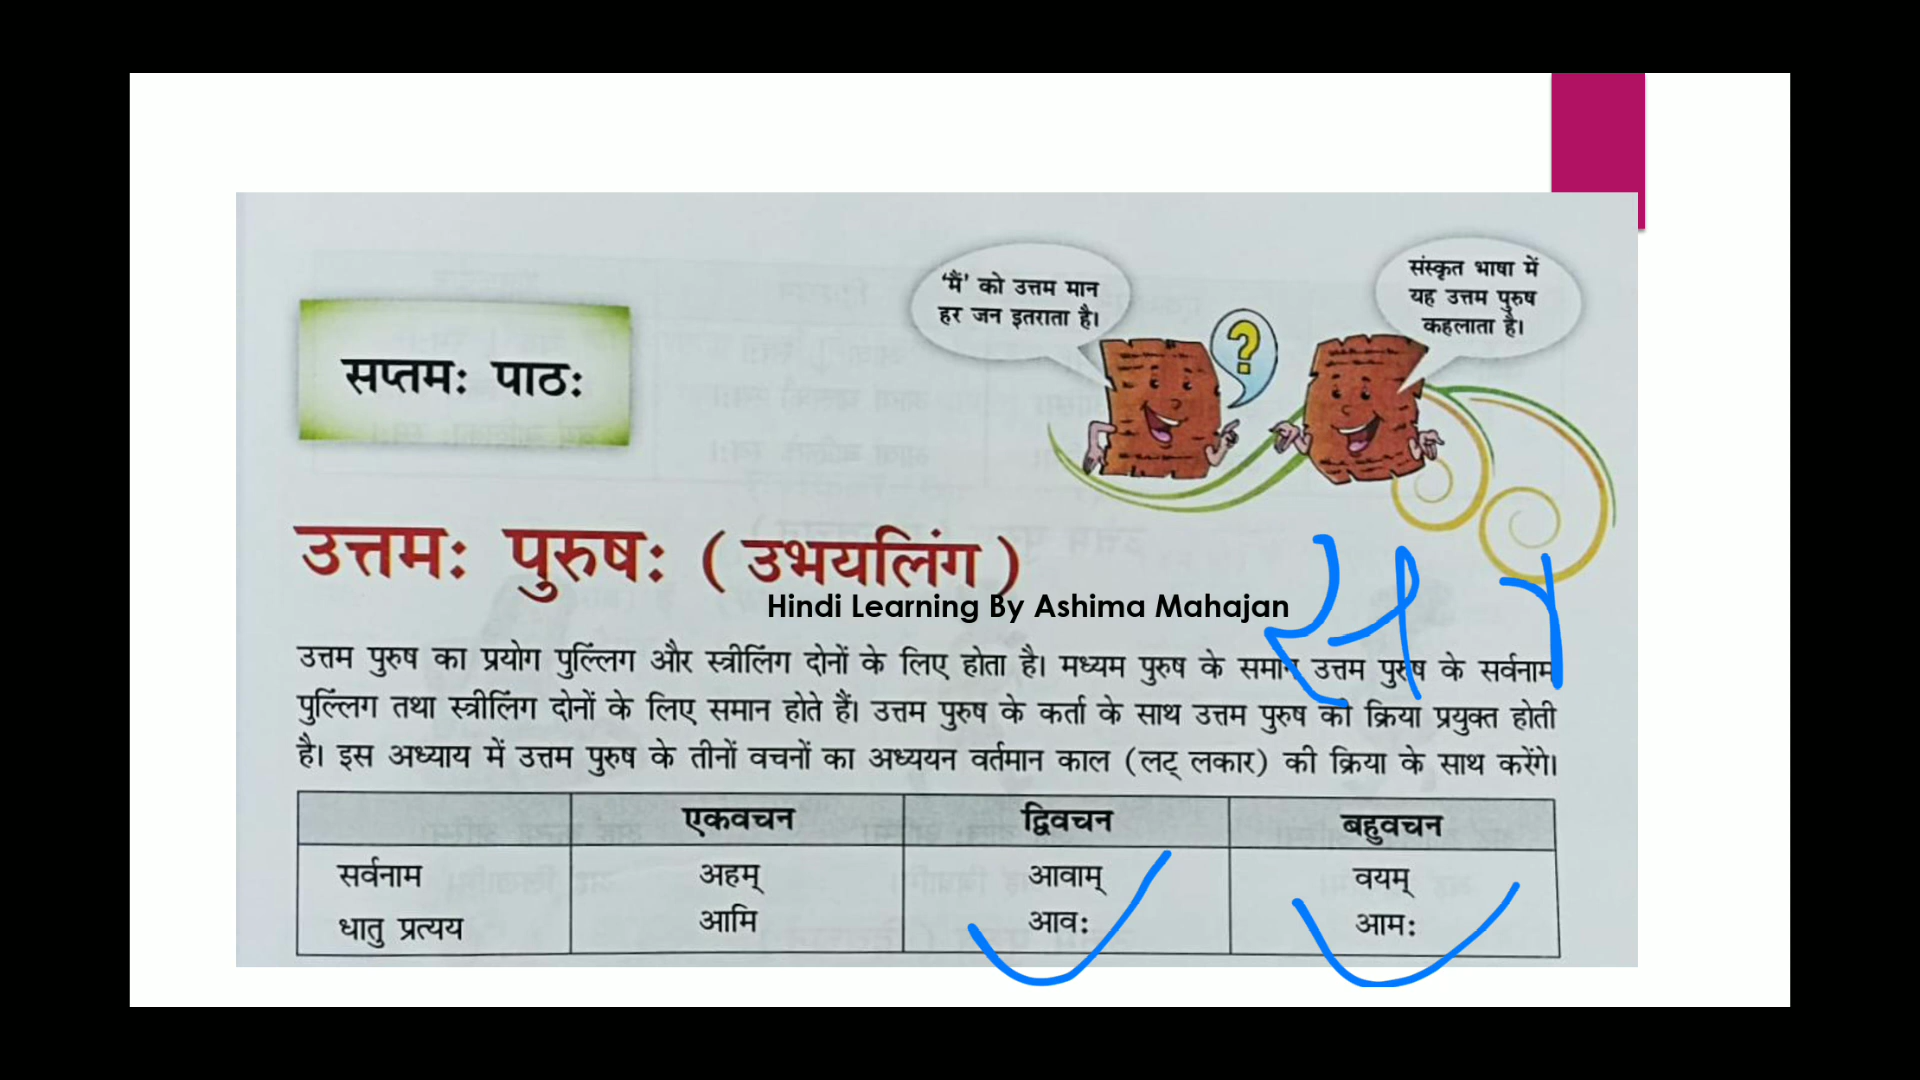 'मैं' को उत्तम मान
हर जन इतराता है।
संस्कृत भाषा में
यह उत्तम पुरुष
कहलाता है।
?
सप्तमः पाठः
उत्तमः पुरुषः ( उभयलिंग )
Hindi Learning By Ashima Mahajan
उत्तम पुरुष का प्रयोग पुल्लिंग और स्त्रीलिंग दोनों के लिए होता है। मध्यम पुरुष के समान उत्तम पुरुष के सर्वनाम
पुल्लिंग तथा स्त्रीलिंग दोनों के लिए समान होते हैं। उत्तम पुरुष के कर्ता के साथ उत्तम पुरुष की क्रिया प्रयुक्त होती
है। इस अध्याय में उत्तम पुरुष के तीनों वचनों का अध्ययन वर्तमान काल (लट् लकार) की क्रिया के साथ करेंगे।
एकवचन द्विवचन बहुवचन
सर्वनाम अहम् आवाम् वयम्
धातु प्रत्यय आमि आवः आमः